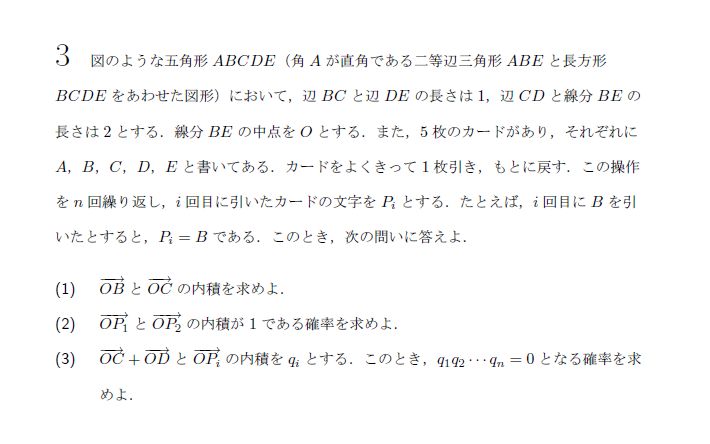 3 図のような五角形 ABCDE（角 A が直角である二等辺三角形 ABE と長方形
BCDE をあわせた図形）において，辺 BC と辺 DE の長さは 1，辺 CD と線分 BE の
長さは 2 とする．線分 BE の中点を O とする．また，5 枚のカードがあり，それぞれに
A，B，C，D，E と書いてある．カードをよくきって 1 枚引き，もとに戻す．この操作
を n 回繰り返し，i 回目に引いたカードの文字を P_i とする．たとえば，i 回目に B を引
いたとすると，P_i = B である．このとき，次の問いに答えよ．
(1) \overrightarrow{OB} と \overrightarrow{OC} の内積を求めよ．
(2) \overrightarrow{OP_1} と \overrightarrow{OP_2} の内積が 1 である確率を求めよ．
(3) \overrightarrow{OC} + \overrightarrow{OD} と \overrightarrow{OP_i} の内積を q_i とする．このとき，q_1q_2 ⋯ q_n = 0 となる確率を求
めよ．